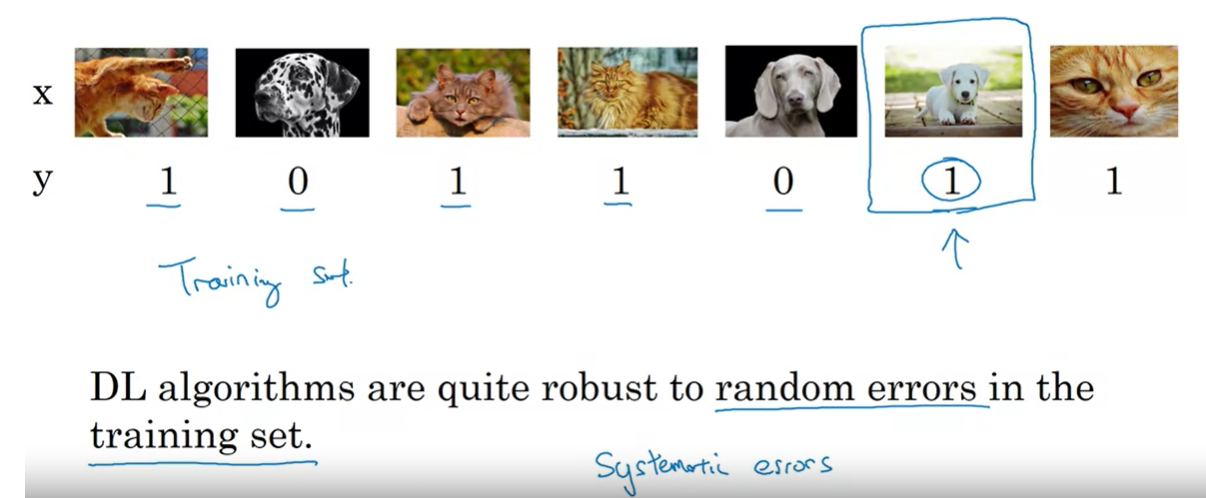 x
y 1 0 1 1 0 1 1
Training set.
DL algorithms are quite robust to random errors in the
training set.
Systematic errors